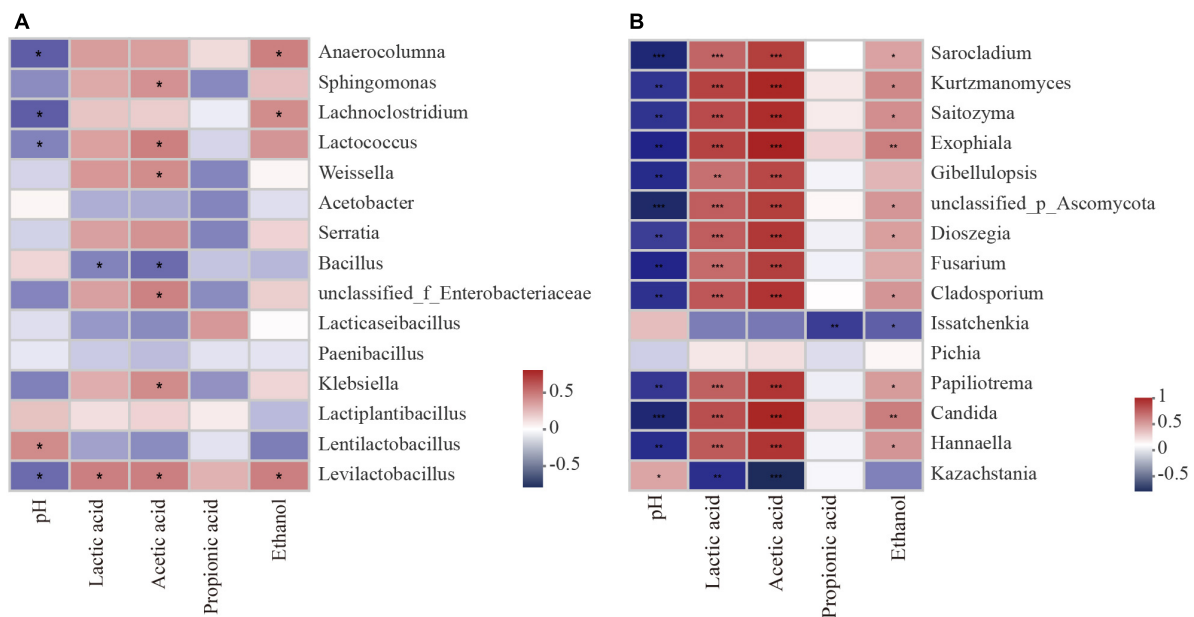 A
* * Anaerocolumna
* Sphingomonas
* * Lachnoclostridium
* * Lactococcus
* Weissella
Acetobacter
Serratia
* * Bacillus
* unclassified_f_Enterobacteriaceae
Lacticaseibacillus
Paenibacillus
* Klebsiella
Lactiplantibacillus
* Lentilactobacillus
* * * * Levilactobacillus
0.5
0
-0.5
pH
Lactic acid
Acetic acid
Propionic acid
Ethanol
B
*** *** *** * Sarocladium
** *** *** * Kurtzmanomyces
** *** *** * Saitozyma
** *** *** ** Exophiala
** ** *** Gibellulopsis
*** *** *** * unclassified_p_Ascomycota
** *** *** * Dioszegia
** *** *** Fusarium
** *** *** * Cladosporium
** * Issatchenkia
Pichia
** *** *** * Papiliotrema
*** *** *** ** Candida
** *** *** * Hannaella
* ** *** Kazachstania
1
0.5
0
-0.5
pH
Lactic acid
Acetic acid
Propionic acid
Ethanol